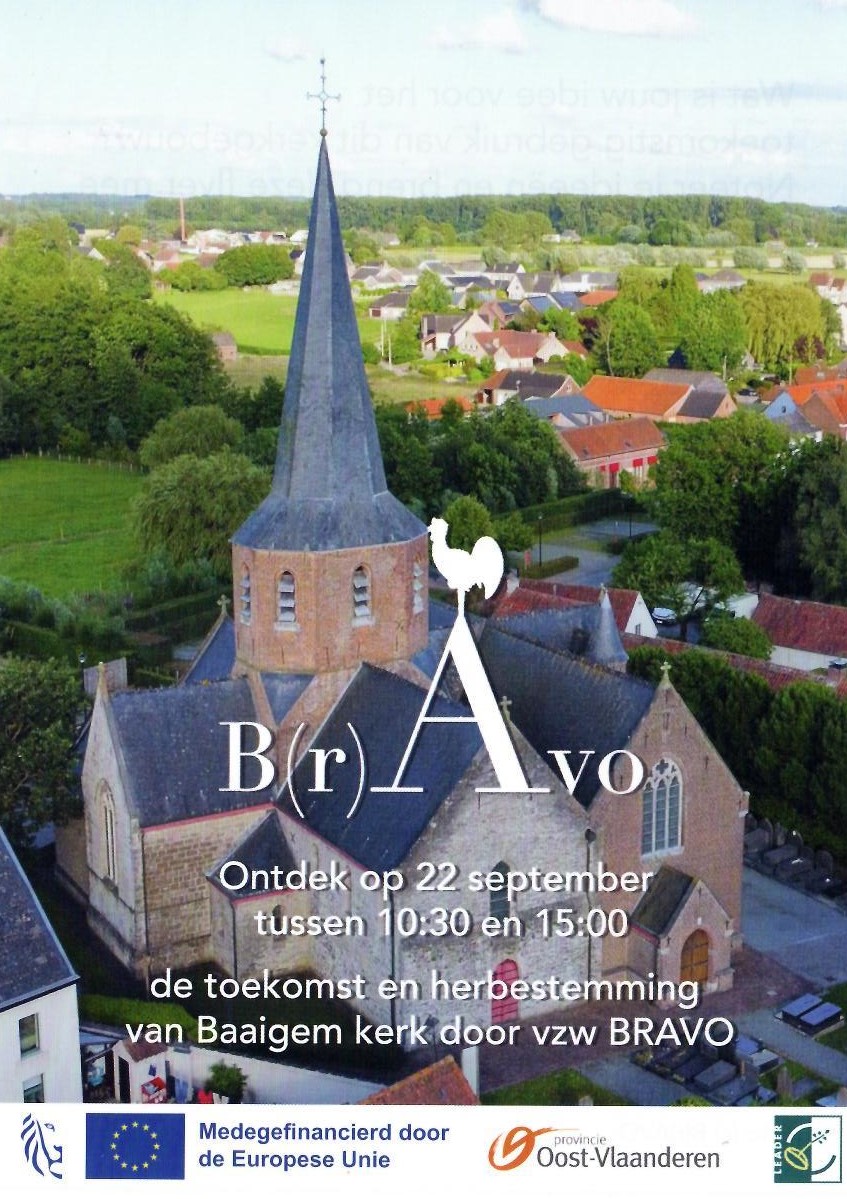 B(r)Avo
Ontdek op 22 september
tussen 10:30 en 15:00
de toekomst en herbestemming
van Baaigem kerk door vzw BRAVO
Medegefinancierd door
de Europese Unie
provincie
Oost-Vlaanderen
LEADER